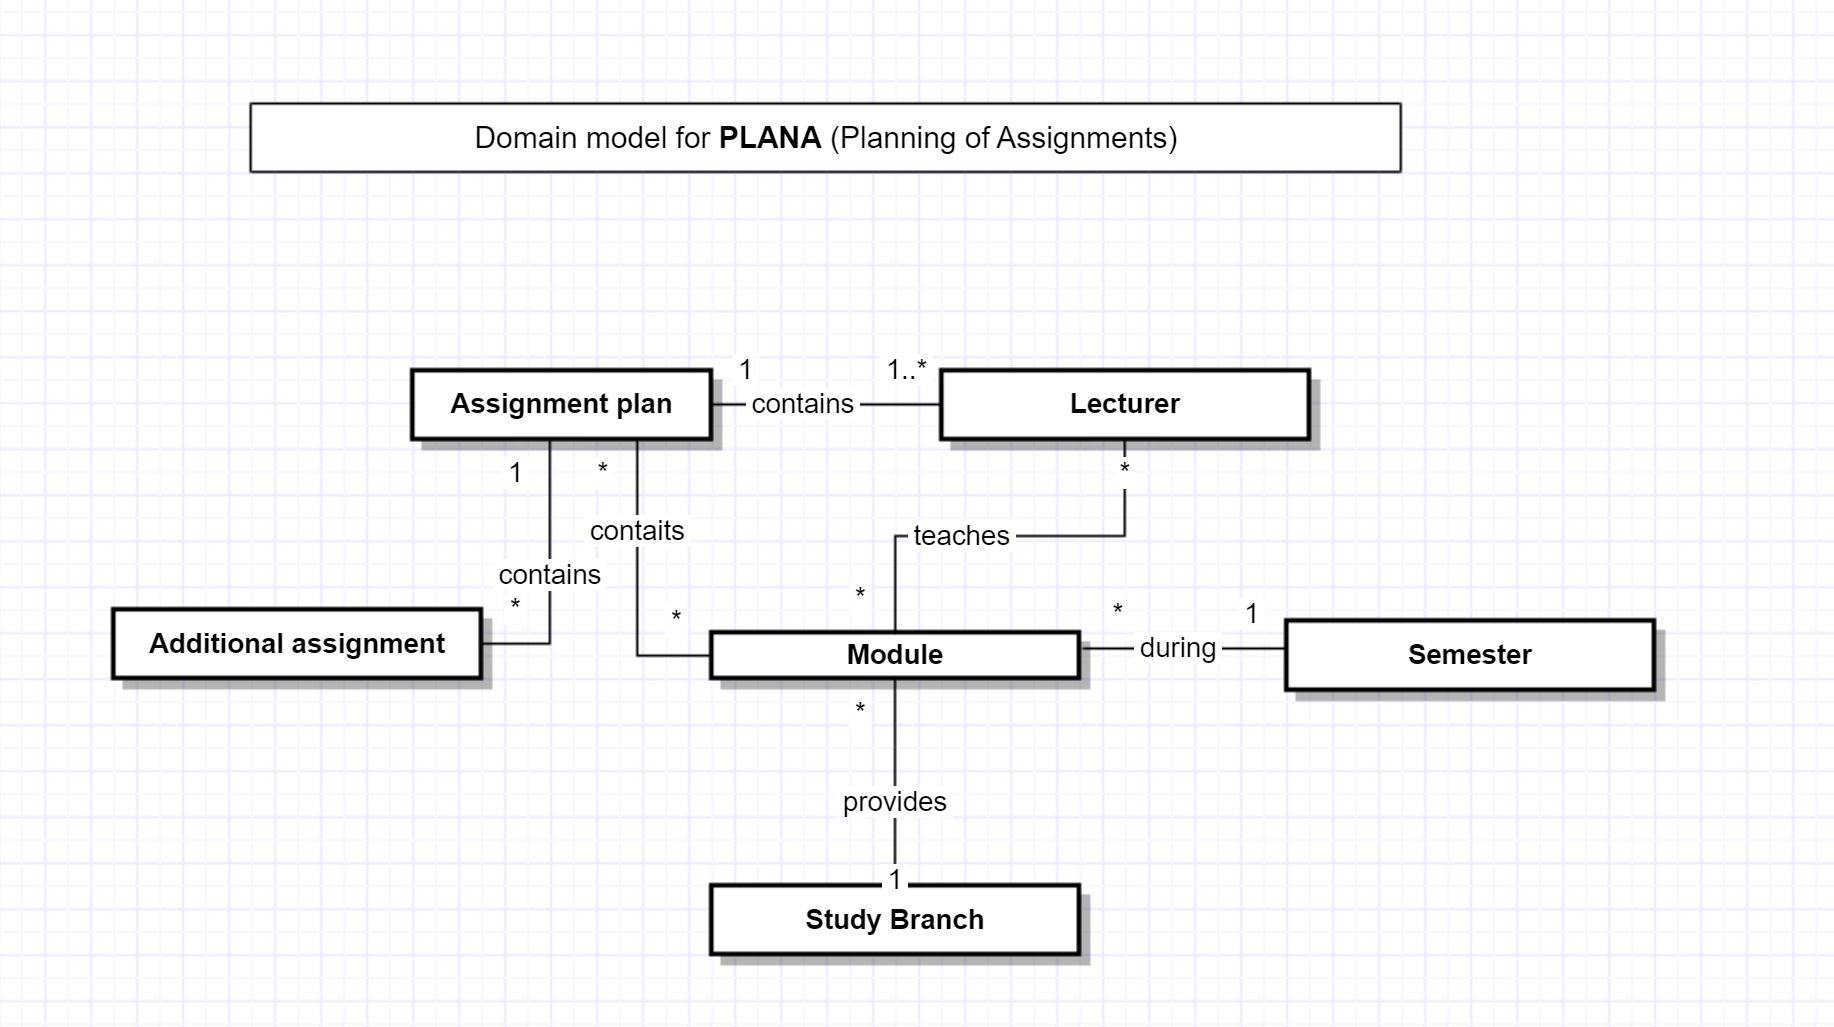 Domain model for PLANA (Planning of Assignments)
1
1..*
Assignment plan
contains
Lecturer
1
*
*
contaits
teaches
contains
*
*
*
*
1
Additional assignment
Module
during
Semester
*
provides
1
Study Branch